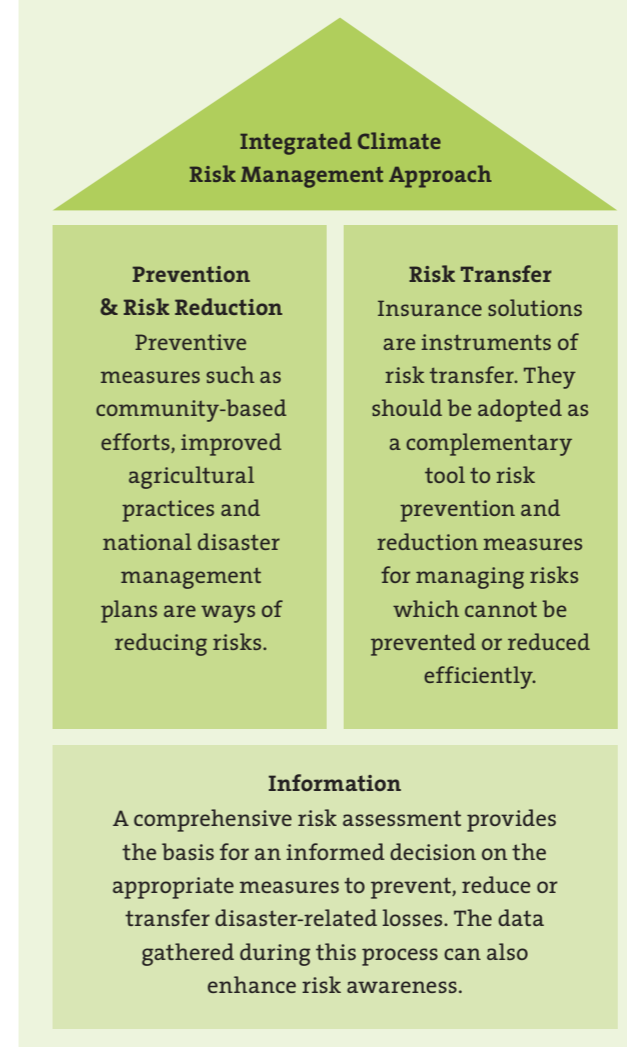 Integrated Climate
Risk Management Approach
Prevention
& Risk Reduction
Preventive
measures such as
community-based
efforts, improved
agricultural
practices and
national disaster
management
plans are ways of
reducing risks.
Risk Transfer
Insurance solutions
are instruments of
risk transfer. They
should be adopted as
a complementary
tool to risk
prevention and
reduction measures
for managing risks
which cannot be
prevented or reduced
efficiently.
Information
A comprehensive risk assessment provides
the basis for an informed decision on the
appropriate measures to prevent, reduce or
transfer disaster-related losses. The data
gathered during this process can also
enhance risk awareness.